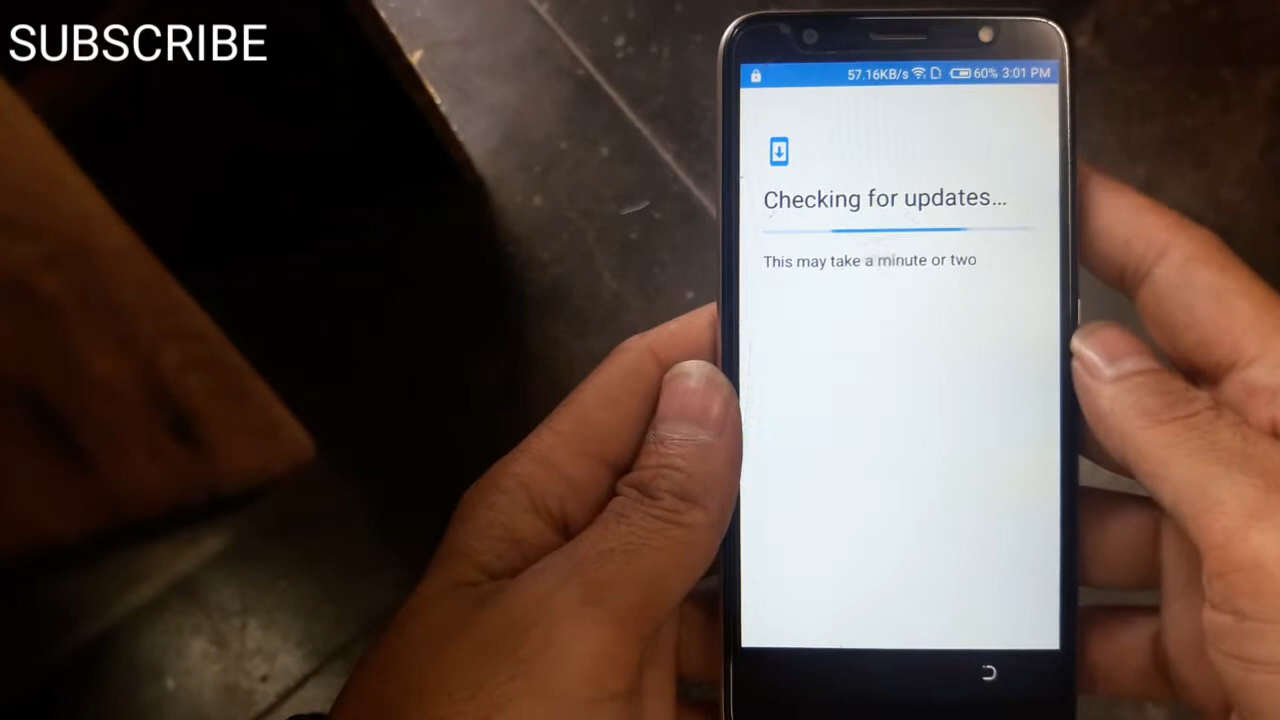 SUBSCRIBE
57.16KB/s 60% 3:01 PM
Checking for updates...
This may take a minute or two